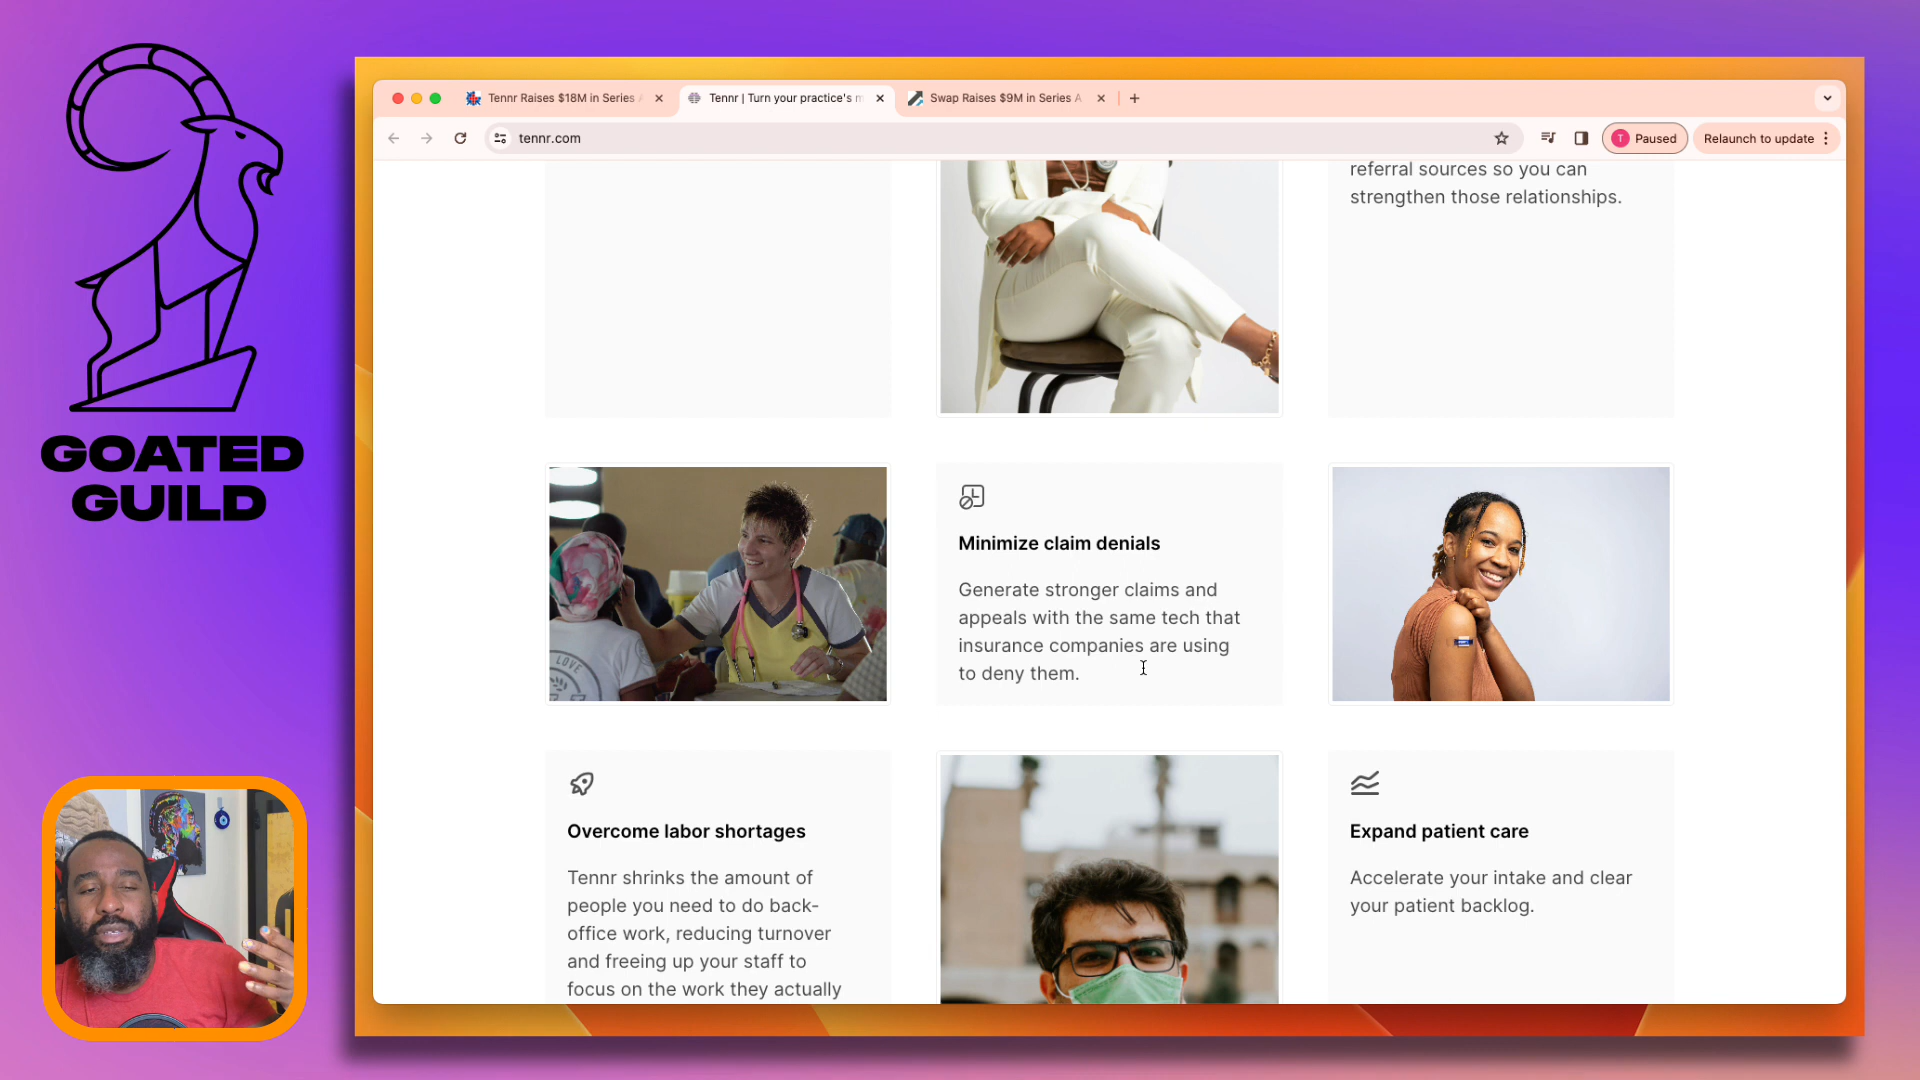 GOATED
GUILD
Tennr Raises $18M in Series
Tennr | Turn your practice's
Swap Raises $9M in Series A
tennr.com
T
Paused
Relaunch to update
referral sources so you can
strengthen those relationships.
Minimize claim denials
Generate stronger claims and
appeals with the same tech that
insurance companies are using
to deny them.
LOVE
Overcome labor shortages
Tennr shrinks the amount of
people you need to do back-
office work, reducing turnover
and freeing up your staff to
focus on the work they actually
Expand patient care
Accelerate your intake and clear
your patient backlog.